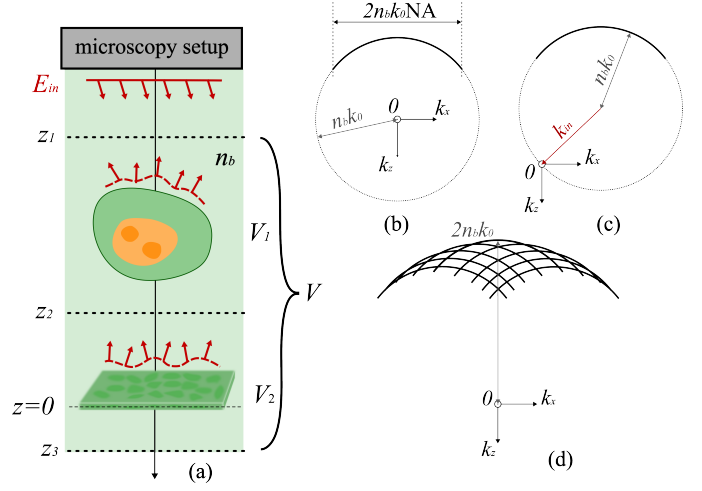 microscopy setup
E_in
z_1
n_b
V_1
V
z_2
V_2
z=0
z_3
(a)
2n_bk_0NA
0
k_x
n_bk_0
k_z
(b)
n_bk_0
k_in
0
k_x
k_z
(c)
2n_bk_0
0
k_x
k_z
(d)